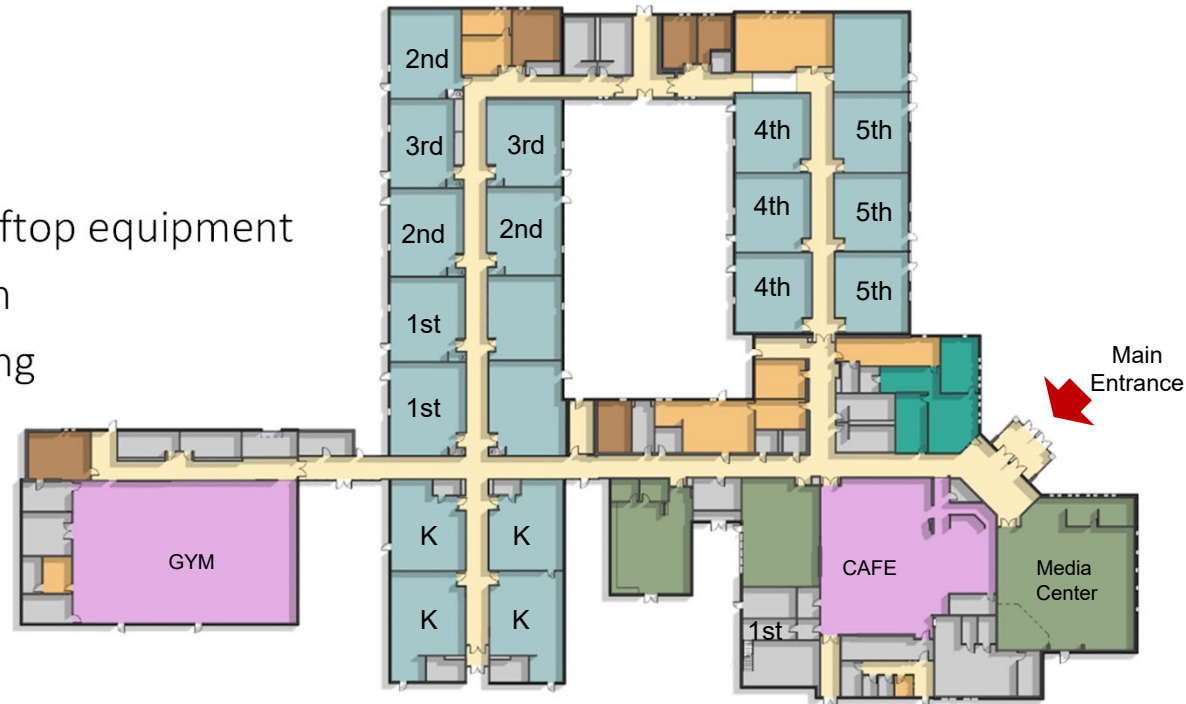 2nd
3rd
3rd
4th
5th
ftop equipment
2nd
2nd
4th
5th
n
4th
5th
1st
ng
Main
Entrance
1st
K
K
GYM
CAFE
Media
Center
K
K
1st